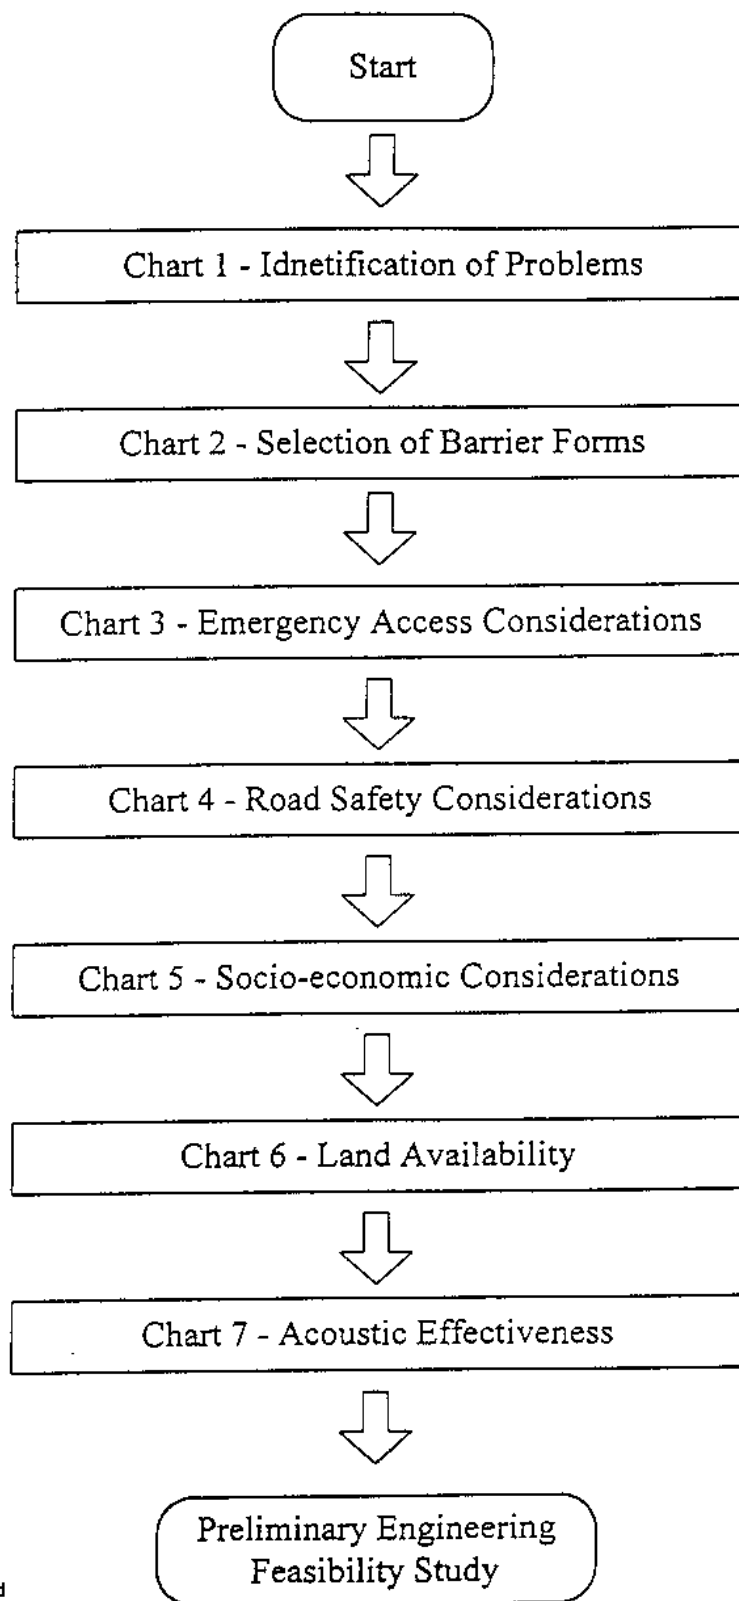 Start
Chart 1 - Idnetification of Problems
Chart 2 - Selection of Barrier Forms
Chart 3 - Emergency Access Considerations
Chart 4 - Road Safety Considerations
Chart 5 - Socio-economic Considerations
Chart 6 - Land Availability
Chart 7 - Acoustic Effectiveness
Preliminary Engineering
Feasibility Study